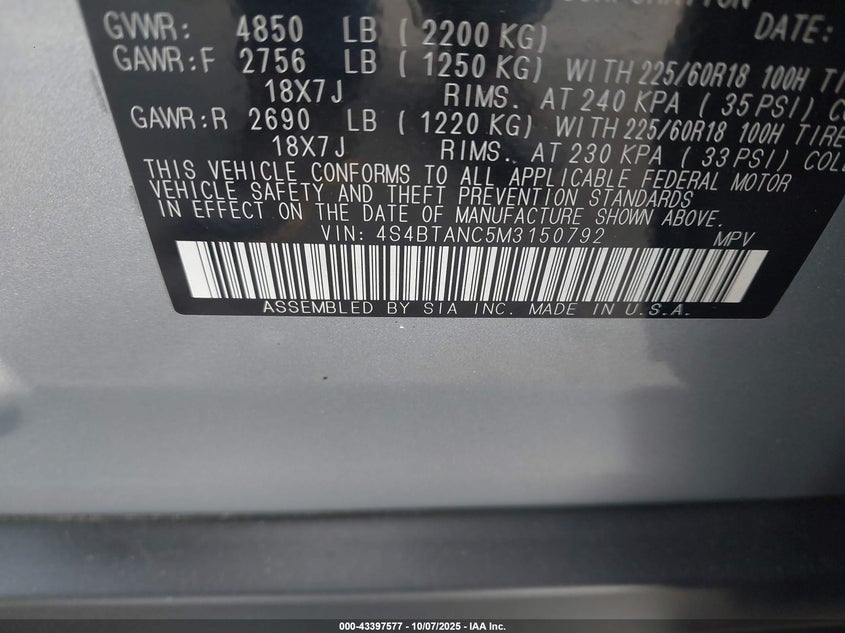 GVWR: 4850 LB ( 2200 KG) DATE:
GAWR:F 2756 LB ( 1250 KG) WITH 225/60R18 100H TI
18X7J RIMS. AT 240 KPA ( 35 PSI) CO
GAWR:R 2690 LB ( 1220 KG) WITH 225/60R18 100H TIRE
18X7J RIMS. AT 230 KPA ( 33 PSI) COL
THIS VEHICLE CONFORMS TO ALL APPLICABLE FEDERAL MOTOR
VEHICLE SAFETY AND THEFT PREVENTION STANDARDS
IN EFFECT ON THE DATE OF MANUFACTURE SHOWN ABOVE.
VIN: 4S4BTANC5M3150792 MPV
ASSEMBLED BY SIA INC. MADE IN U.S.A.
000-43397577 - 10/07/2025 - IAA Inc.